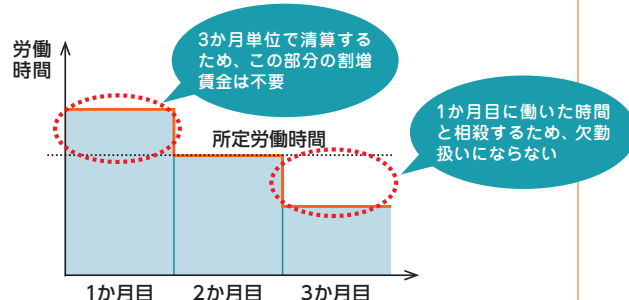 労働
時間
3か月単位で清算する
ため、この部分の割増
賃金は不要
所定労働時間
1か月目に働いた時間
と相殺するため、欠勤
扱いにならない
1か月目
2か月目
3か月目